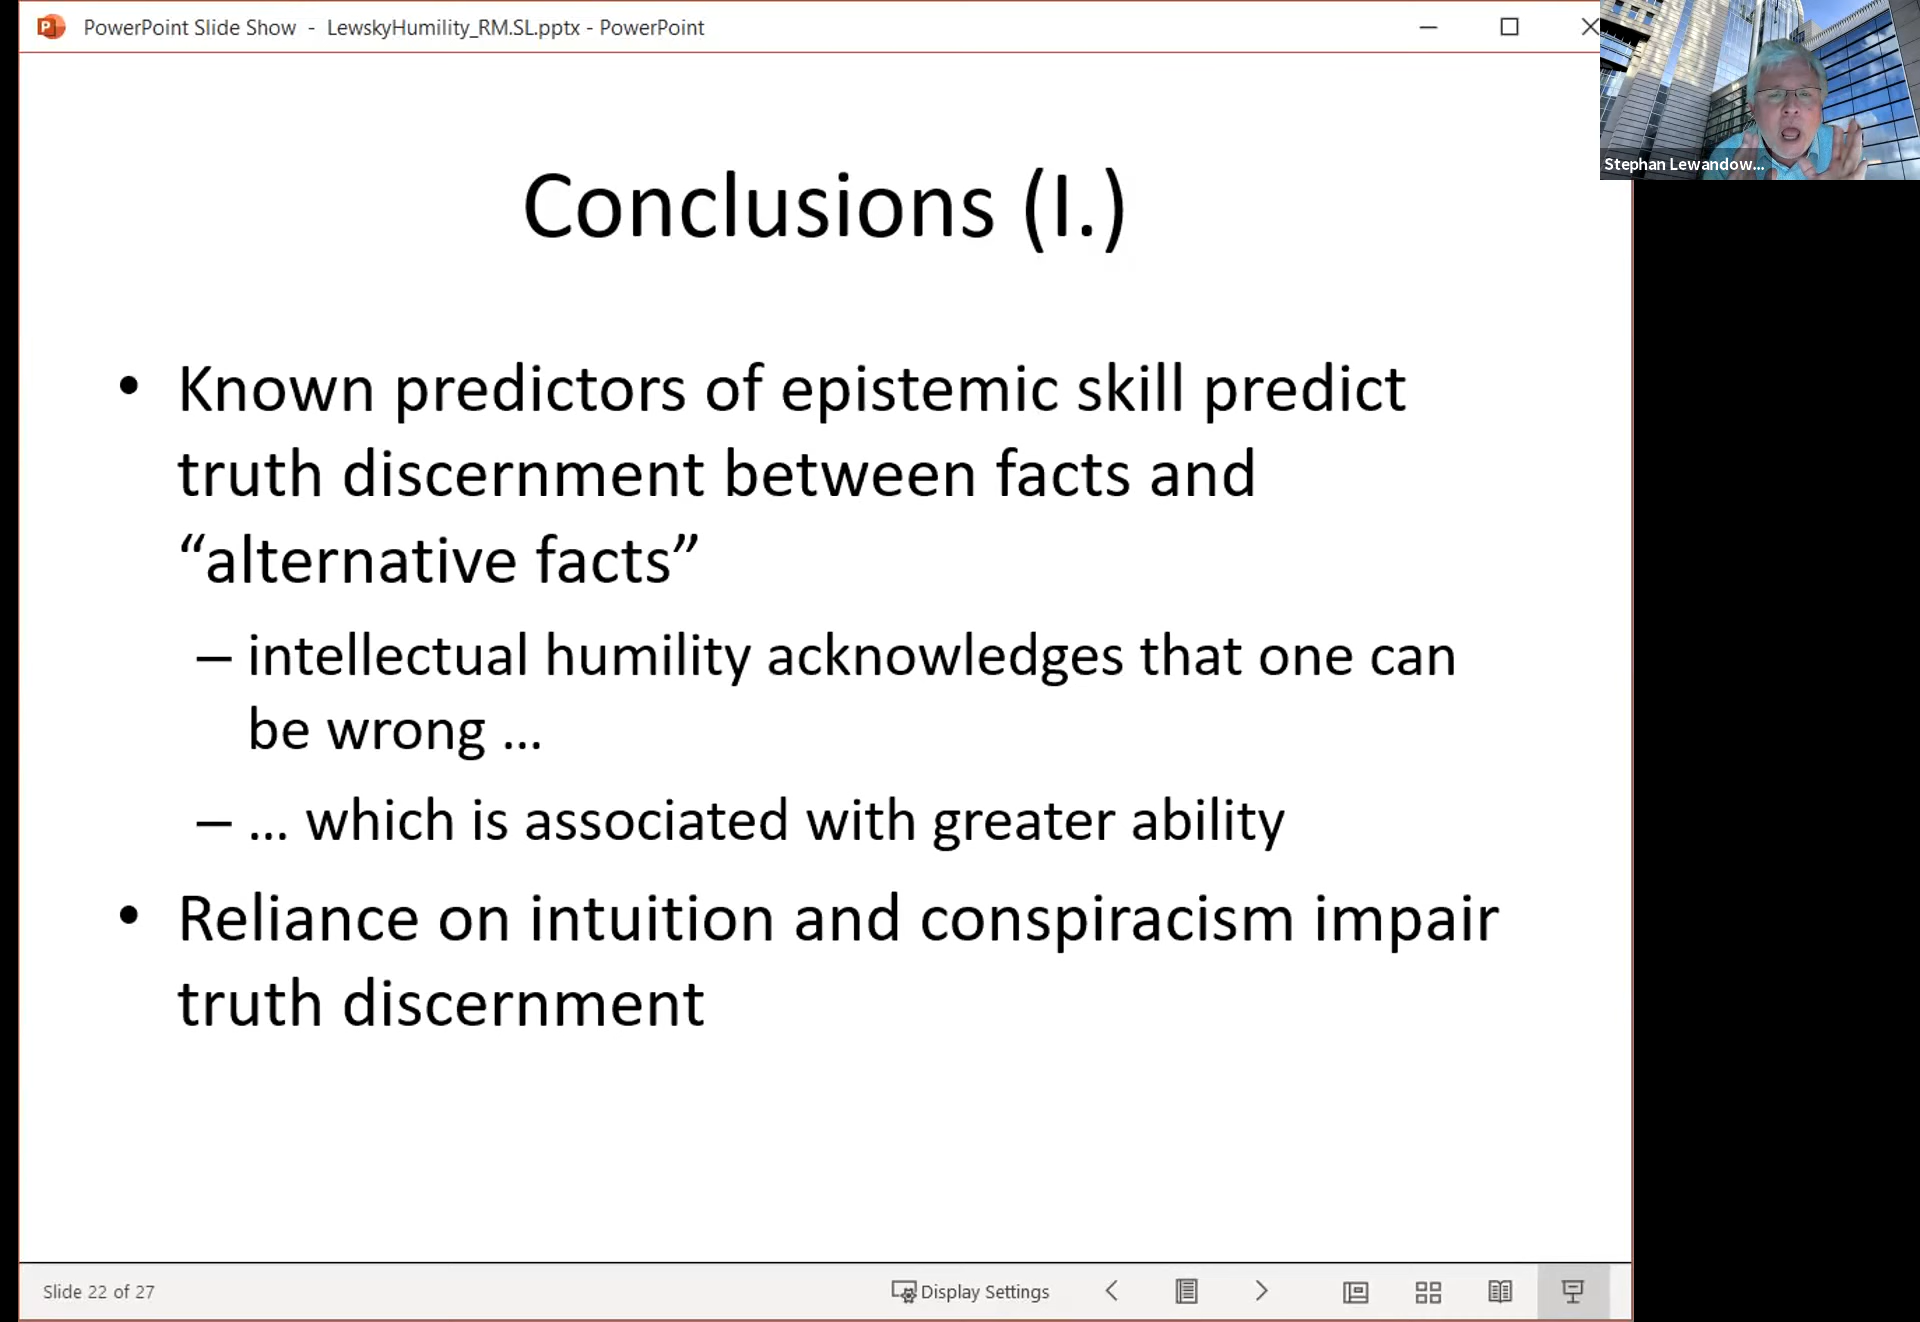 PowerPoint Slide Show - LewskyHumility_RM.SL.pptx - PowerPoint
Stephan Lewandow...
Conclusions (I.)
• Known predictors of epistemic skill predict
truth discernment between facts and
“alternative facts”
– intellectual humility acknowledges that one can
be wrong ...
– ... which is associated with greater ability
• Reliance on intuition and conspiracism impair
truth discernment
Slide 22 of 27
Display Settings